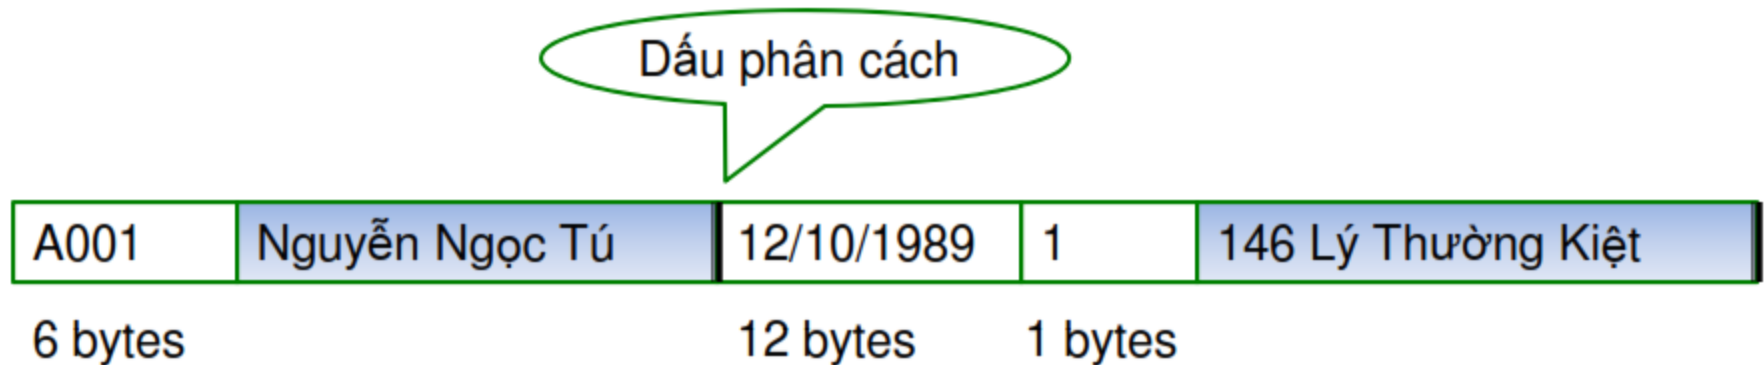 Dấu phân cách
A001 Nguyễn Ngọc Tú 12/10/1989 1 146 Lý Thường Kiệt
6 bytes 12 bytes 1 bytes